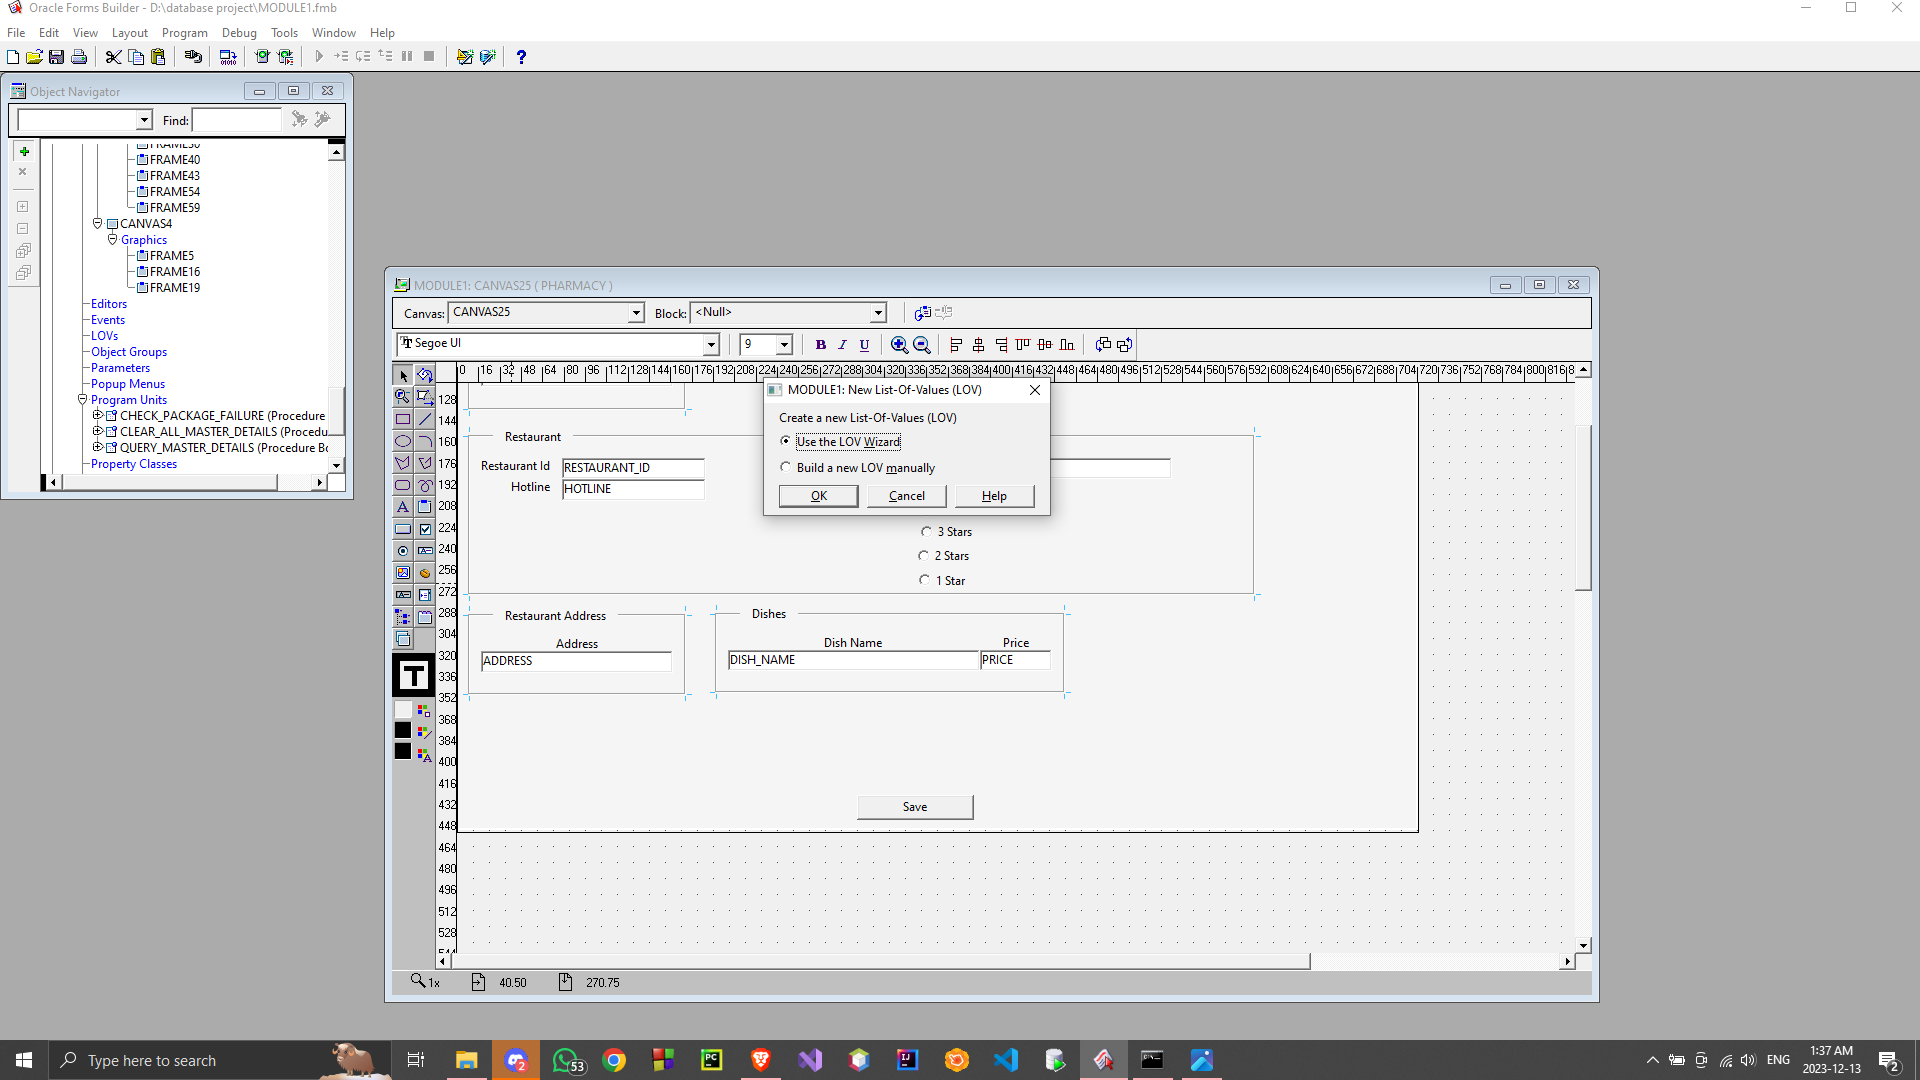 Oracle Forms Builder - D:\database project\MODULE1.fmb
File Edit View Layout Program Debug Tools Window Help
Object Navigator
Find:
FRAME40
FRAME43
FRAME54
FRAME59
CANVAS4
Graphics
FRAME5
FRAME16
FRAME19
Editors
Events
LOVs
Object Groups
Parameters
Popup Menus
Program Units
CHECK_PACKAGE_FAILURE (Procedure
CLEAR_ALL_MASTER_DETAILS (Procedu
QUERY_MASTER_DETAILS (Procedure Bo
Property Classes
MODULE1: CANVAS25 ( PHARMACY )
Canvas: CANVAS25 Block: <Null>
Segoe UI 9 B I U
0 16 32 48 64 80 96 112 128 144 160 176 192 208 224 240 256 272 288 304 320 336 352 368 384 400 416 432 448 464 480 496 512 528 544 560 576 592 608 624 640 656 672 688 704 720 736 752 768 784 800 816
128
144
160
176
192
208
224
240
256
272
288
304
320
336
352
368
384
400
416
432
448
464
480
496
512
528
MODULE1: New List-Of-Values (LOV)
Create a new List-Of-Values (LOV)
Use the LOV Wizard
Build a new LOV manually
OK Cancel Help
Restaurant
Restaurant Id RESTAURANT_ID
Hotline HOTLINE
3 Stars
2 Stars
1 Star
Restaurant Address
Address
ADDRESS
Dishes
Dish Name Price
DISH_NAME PRICE
Save
1x 40.50 270.75
Type here to search
2
53
PC
IJ
ENG
1:37 AM
2023-12-13
2